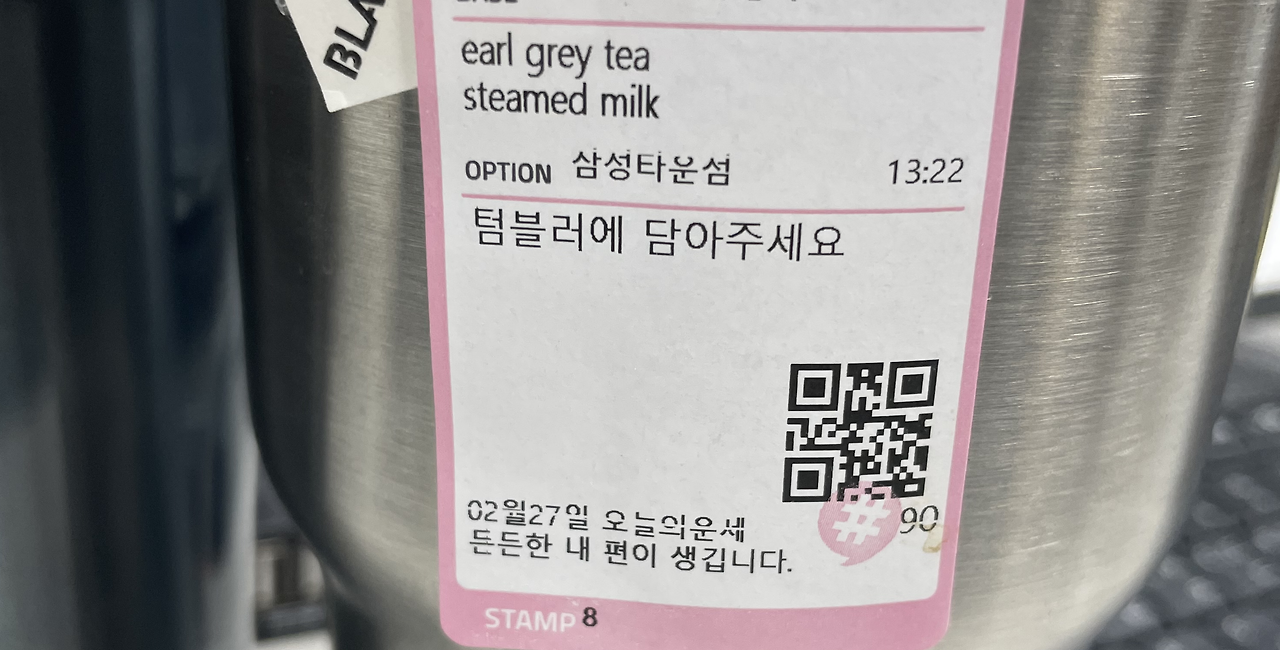 BLA
earl grey tea
steamed milk
OPTION 삼성타운섬 13:22
텀블러에 담아주세요
#90
02월27일 오늘의운세
든든한 내 편이 생깁니다.
STAMP 8